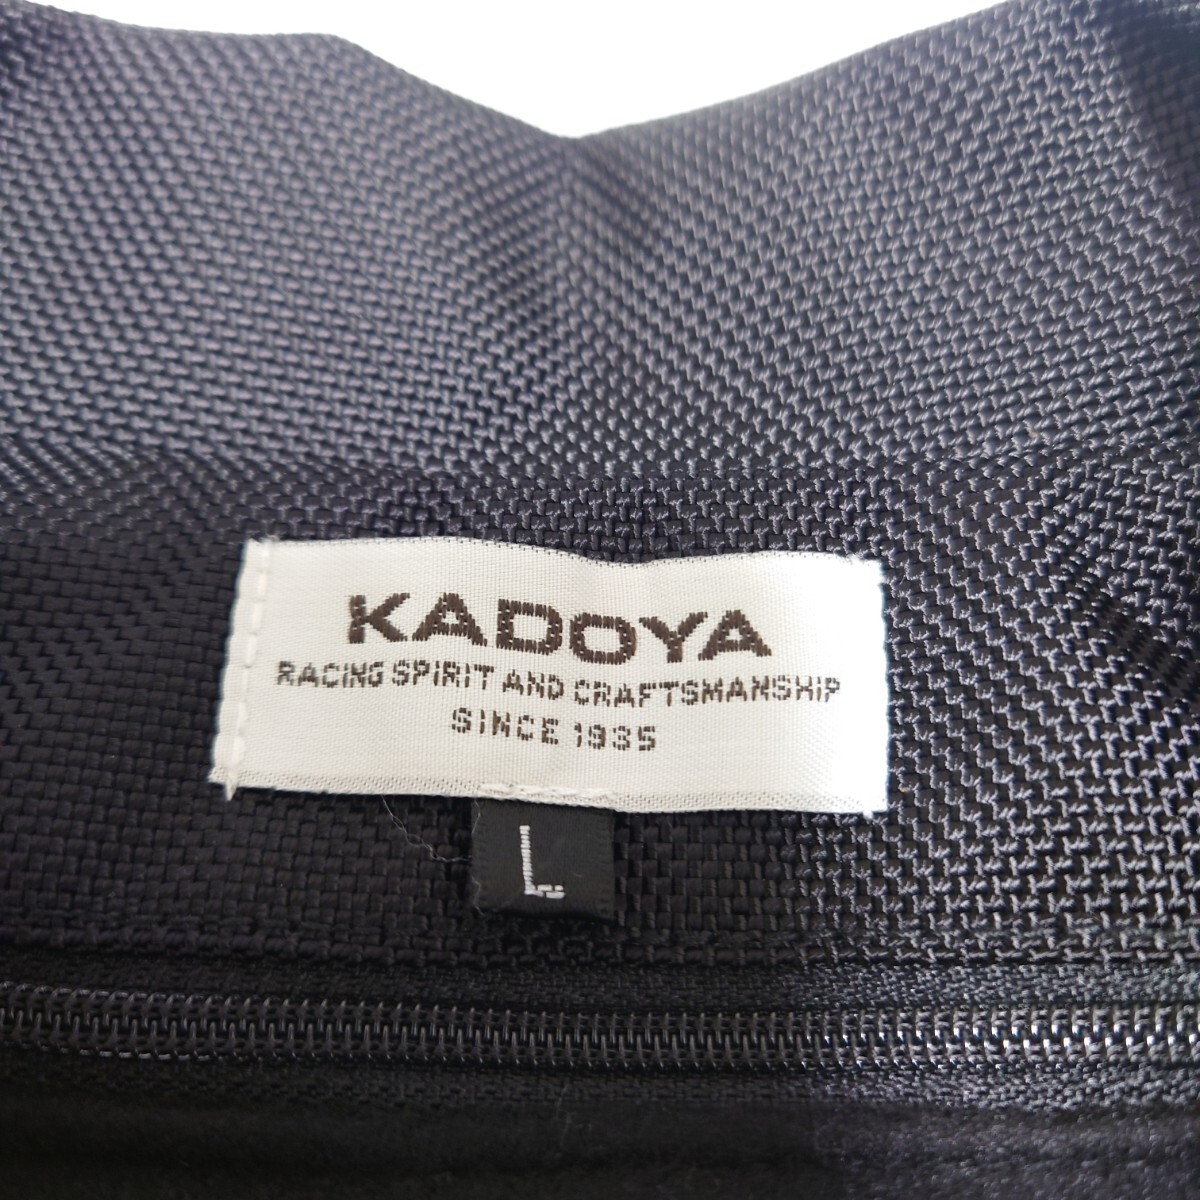 KADOYA
RACING SPIRIT AND CRAFTSMANSHIP
SINCE 1935
L